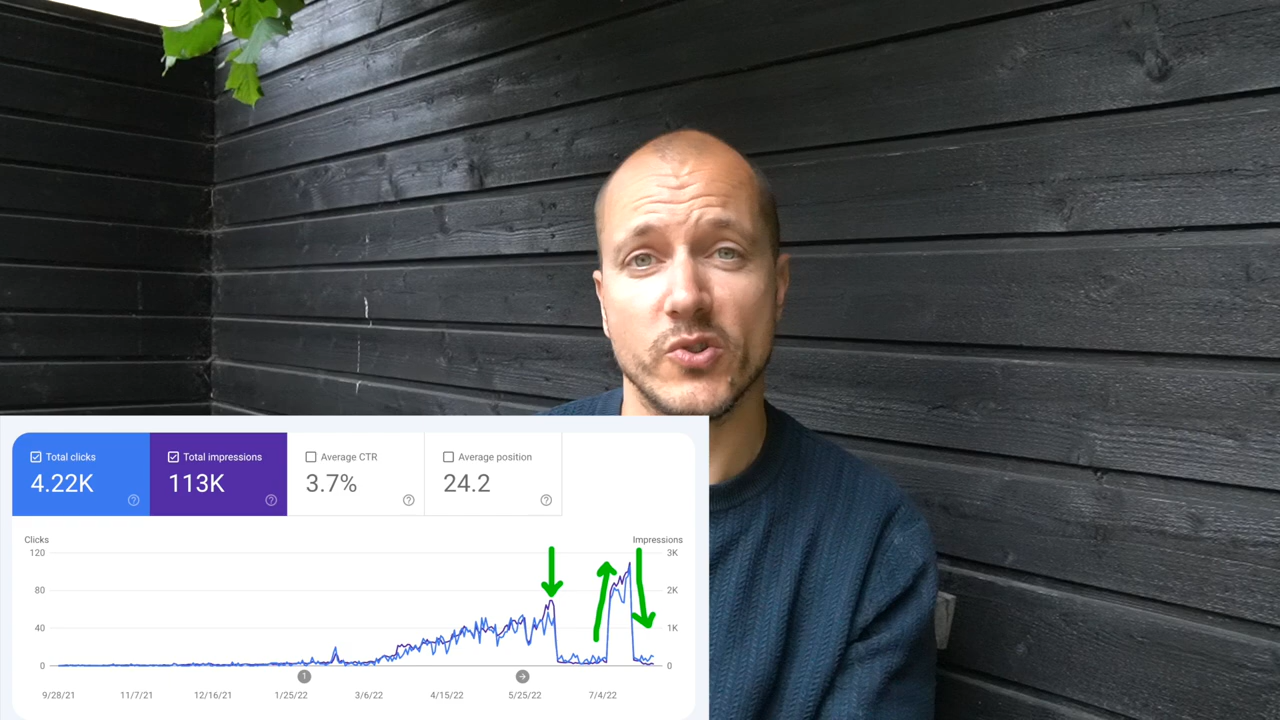 Total clicks
4.22K
Total impressions
113K
Average CTR
3.7%
Average position
24.2
Clicks
Impressions
120
3K
80
2K
40
1K
0
0
1
9/28/21
11/7/21
12/16/21
1/25/22
3/6/22
4/15/22
5/25/22
7/4/22